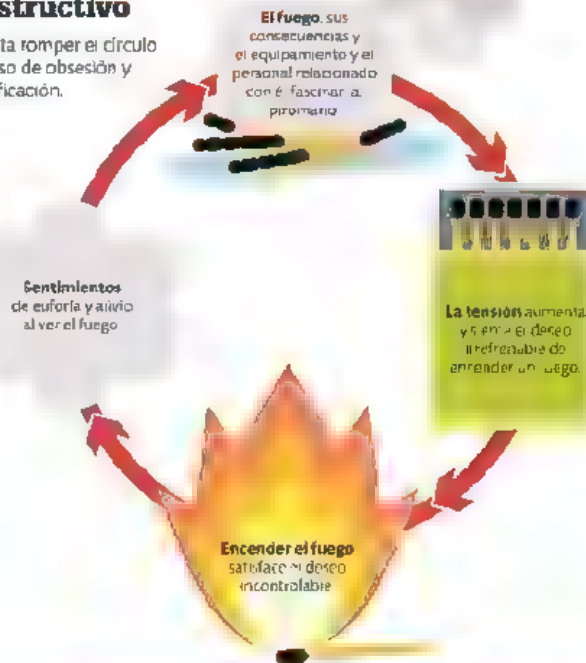 structivo
ta romper el círculo
so de obsesión y
ficación.
El fuego, sus
consecuencias y
el equipamiento y el
personal relacionado
con él fascinan al
pirómano
La tensión aumenta
y siente el deseo
irrefrenable de
encender un fuego.
Encender el fuego
satisface el deseo
incontrolable
Sentimientos
de euforia y alivio
al ver el fuego